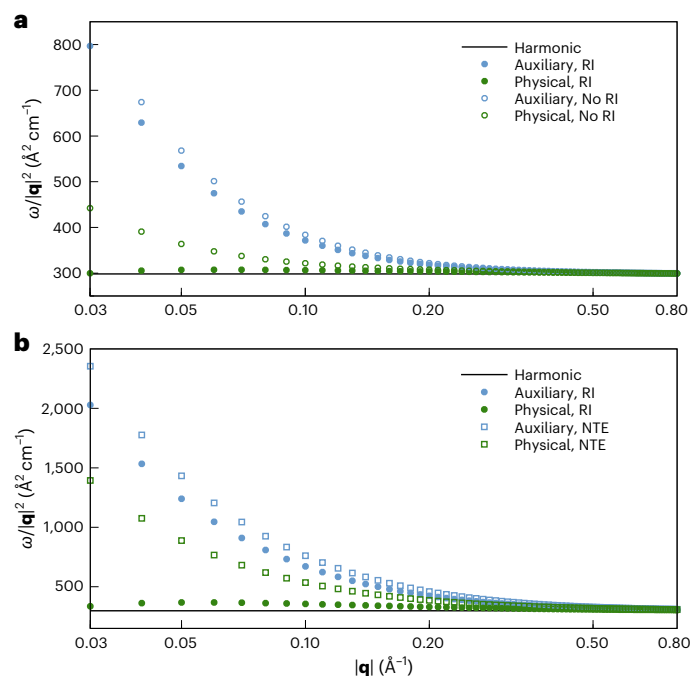 a
ω/|q|² (Å² cm⁻¹)
800
700
600
500
400
300
Harmonic
Auxiliary, RI
Physical, RI
Auxiliary, No RI
Physical, No RI
0.03 0.05 0.10 0.20 0.50 0.80
b
ω/|q|² (Å² cm⁻¹)
2,500
2,000
1,500
1,000
500
Harmonic
Auxiliary, RI
Physical, RI
Auxiliary, NTE
Physical, NTE
0.03 0.05 0.10 0.20 0.50 0.80
|q| (Å⁻¹)